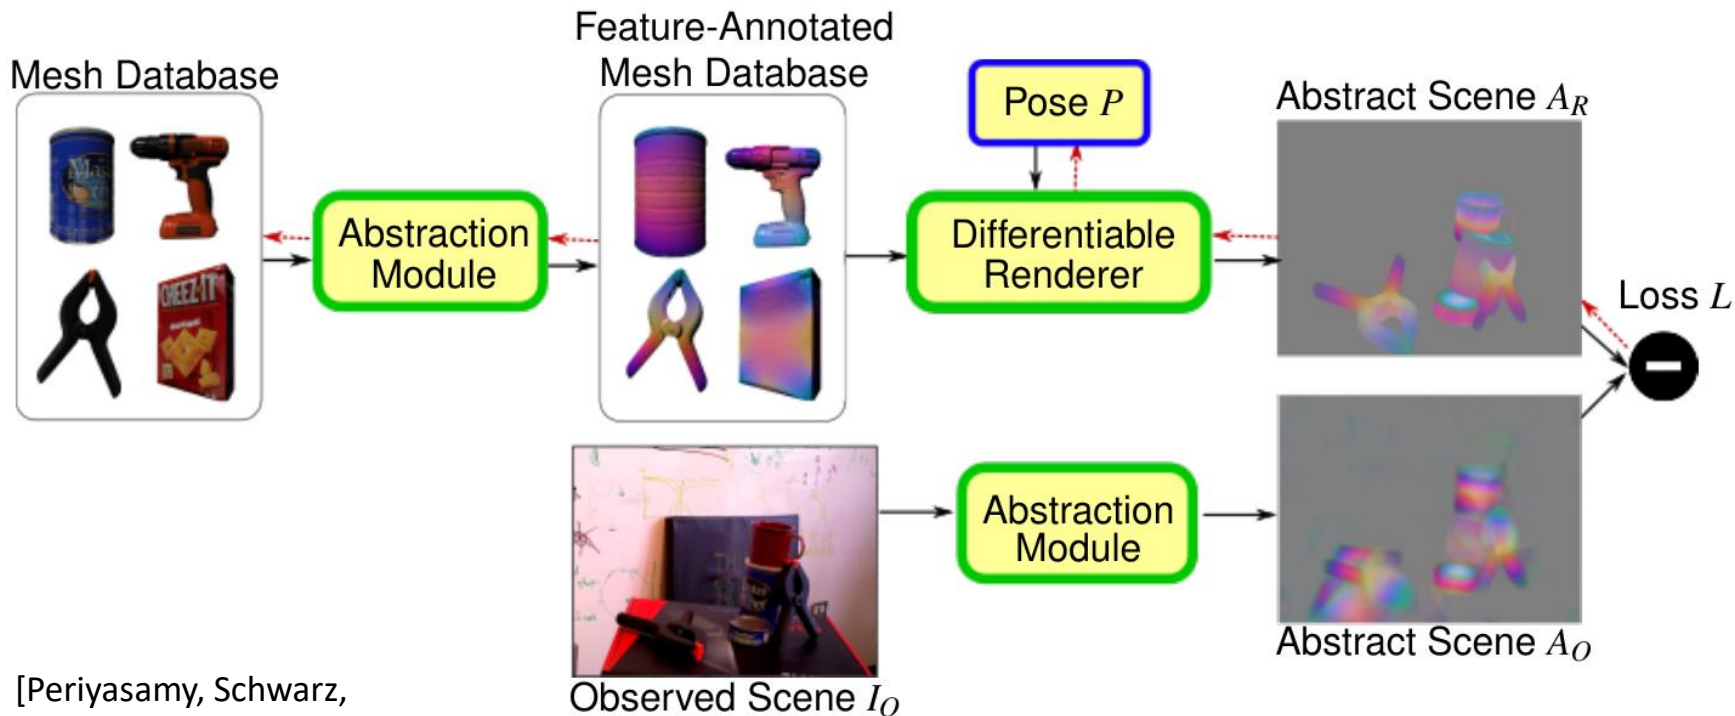 Feature-Annotated
Mesh Database
Mesh Database
Pose P
Abstract Scene A_R
Abstraction
Module
Differentiable
Renderer
CHEEZ-IT
Loss L
Abstraction
Module
Abstract Scene A_O
[Periyasamy, Schwarz,
Observed Scene I_O